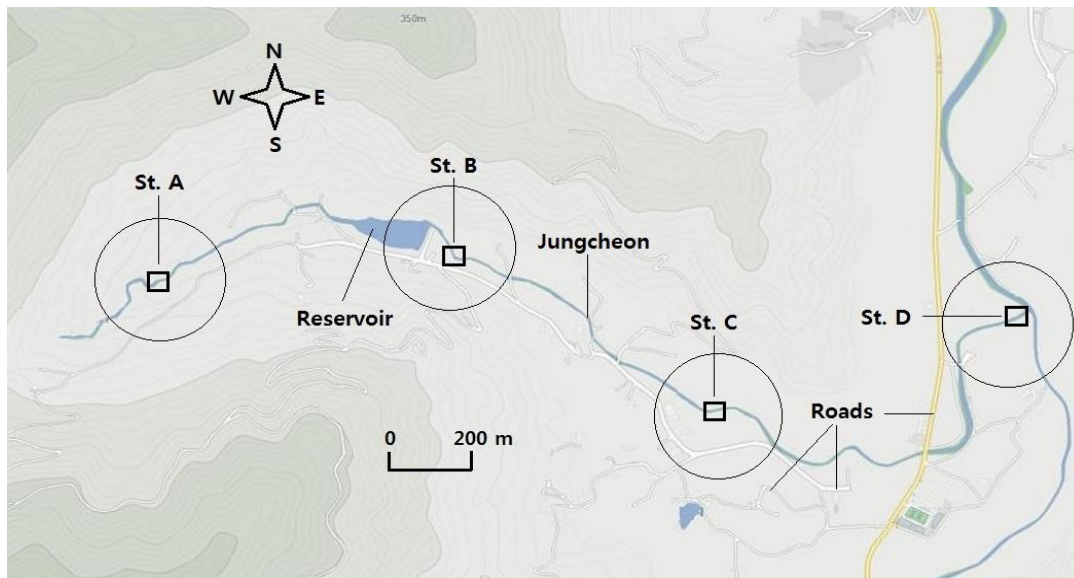 350m
N
W E
S
St. A
St. B
Jungcheon
Reservoir
St. C
St. D
Roads
0 200 m